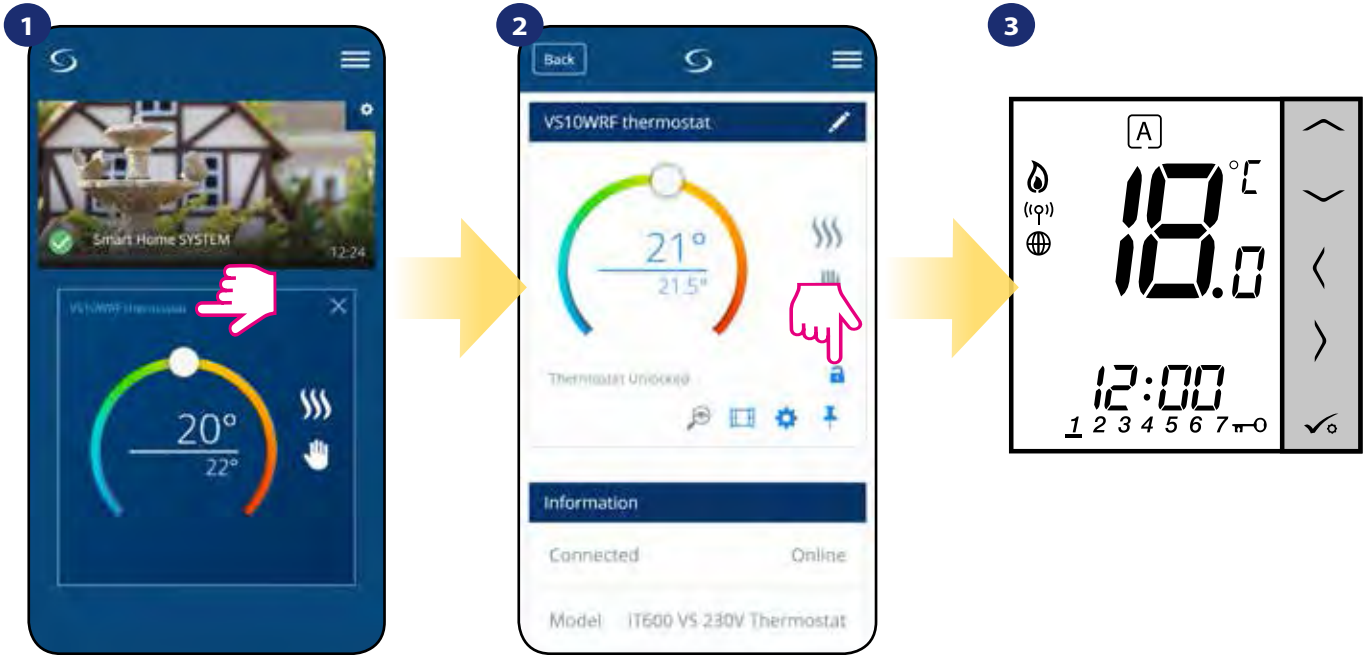 1
Smart Home SYSTEM
12:24
VS10WRF thermostat
20°
22°
2
Back
VS10WRF thermostat
21°
21.5°
Thermostat Unlocked
Information
Connected Online
Model iT600 VS 230V Thermostat
3
A
18.0 °C
12:00
1 2 3 4 5 6 7